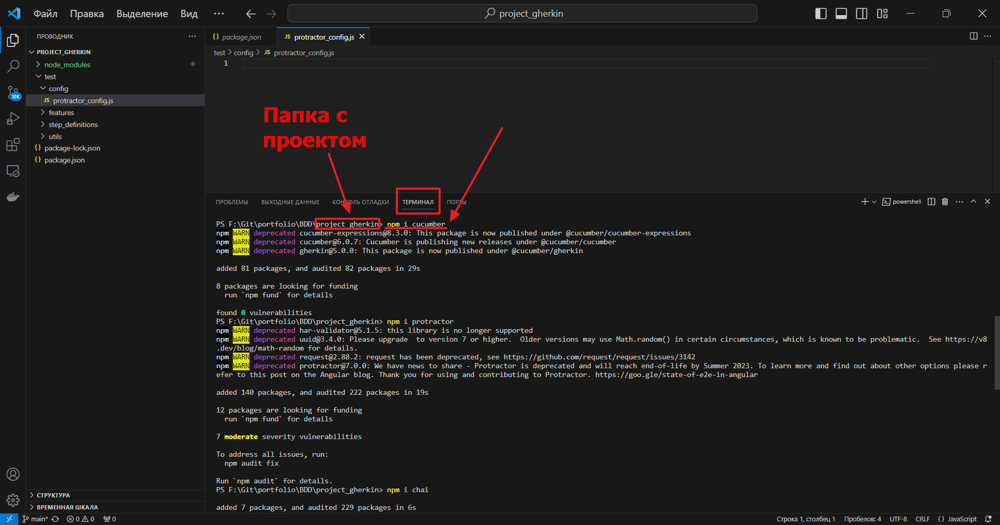 Файл Правка Выделение Вид ··· project_gherkin
ПРОВОДНИК ···
PROJECT_GHERKIN
node_modules
test
config
JS protractor_config.js
features
step_definitions
utils
{} package-lock.json
{} package.json
СТРУКТУРА
ВРЕМЕННАЯ ШКАЛА
{} package.json JS protractor_config.js
test > config > JS protractor_config.js
1
Папка с
проектом
ПРОБЛЕМЫ ВЫХОДНЫЕ ДАННЫЕ КОНСОЛЬ ОТЛАДКИ ТЕРМИНАЛ ПОРТЫ powershell
PS F:\Git\portfolio\BDD\project_gherkin> npm i cucumber
npm WARN deprecated cucumber-expressions@8.3.0: This package is now published under @cucumber/cucumber-expressions
npm WARN deprecated cucumber@6.0.7: Cucumber is publishing new releases under @cucumber/cucumber
npm WARN deprecated gherkin@5.0.0: This package is now published under @cucumber/gherkin
added 81 packages, and audited 82 packages in 29s
8 packages are looking for funding
run `npm fund` for details
found 0 vulnerabilities
PS F:\Git\portfolio\BDD\project_gherkin> npm i protractor
npm WARN deprecated har-validator@5.1.5: this library is no longer supported
npm WARN deprecated uuid@3.4.0: Please upgrade  to version 7 or higher.  Older versions may use Math.random() in certain circumstances, which is known to be problematic.  See https://v8
.dev/blog/math-random for details.
npm WARN deprecated request@2.88.2: request has been deprecated, see https://github.com/request/request/issues/3142
npm WARN deprecated protractor@7.0.0: We have news to share - Protractor is deprecated and will reach end-of-life by Summer 2023. To learn more and find out about other options please r
efer to this post on the Angular blog. Thank you for using and contributing to Protractor. https://goo.gle/state-of-e2e-in-angular
added 140 packages, and audited 222 packages in 19s
12 packages are looking for funding
run `npm fund` for details
7 moderate severity vulnerabilities
To address all issues, run:
npm audit fix
Run `npm audit` for details.
PS F:\Git\portfolio\BDD\project_gherkin> npm i chai
added 7 packages, and audited 229 packages in 6s
10K
main* 0 0 0 Строка 1, столбец 1 Пробелов: 4 UTF-8 CRLF {} JavaScript